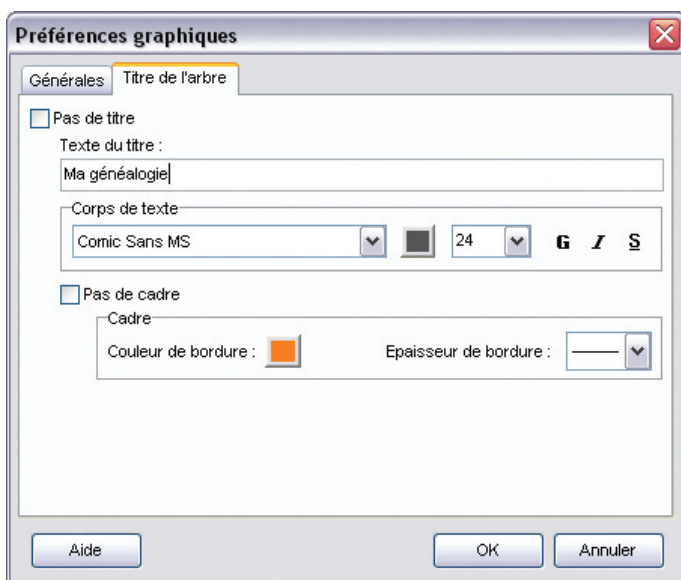 Préférences graphiques
Générales Titre de l'arbre
Pas de titre
Texte du titre :
Ma généalogie
Corps de texte
Comic Sans MS 24 G I S
Pas de cadre
Cadre
Couleur de bordure : Epaisseur de bordure :
Aide OK Annuler